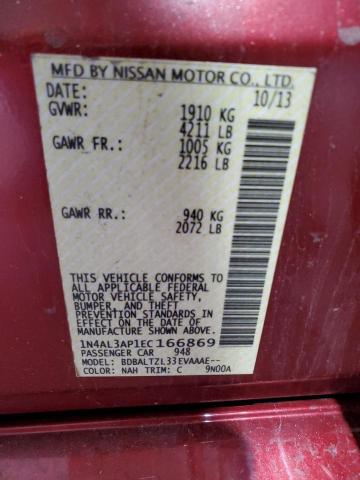 MFD BY NISSAN MOTOR CO., LTD.
DATE: 10/13
GVWR: 1910 KG
4211 LB
GAWR FR.: 1005 KG
2216 LB
GAWR RR.: 940 KG
2072 LB
THIS VEHICLE CONFORMS TO
ALL APPLICABLE FEDERAL
MOTOR VEHICLE SAFETY,
BUMPER, AND THEFT
PREVENTION STANDARDS
IN EFFECT ON THE DATE OF
MANUFACTURE SHOWN ABOVE.
1N4AL3AP1EC166869
PASSENGER CAR 948
MODEL: BDBALTZL33EVAAAE--
COLOR: NAH TRIM: C 9N00A